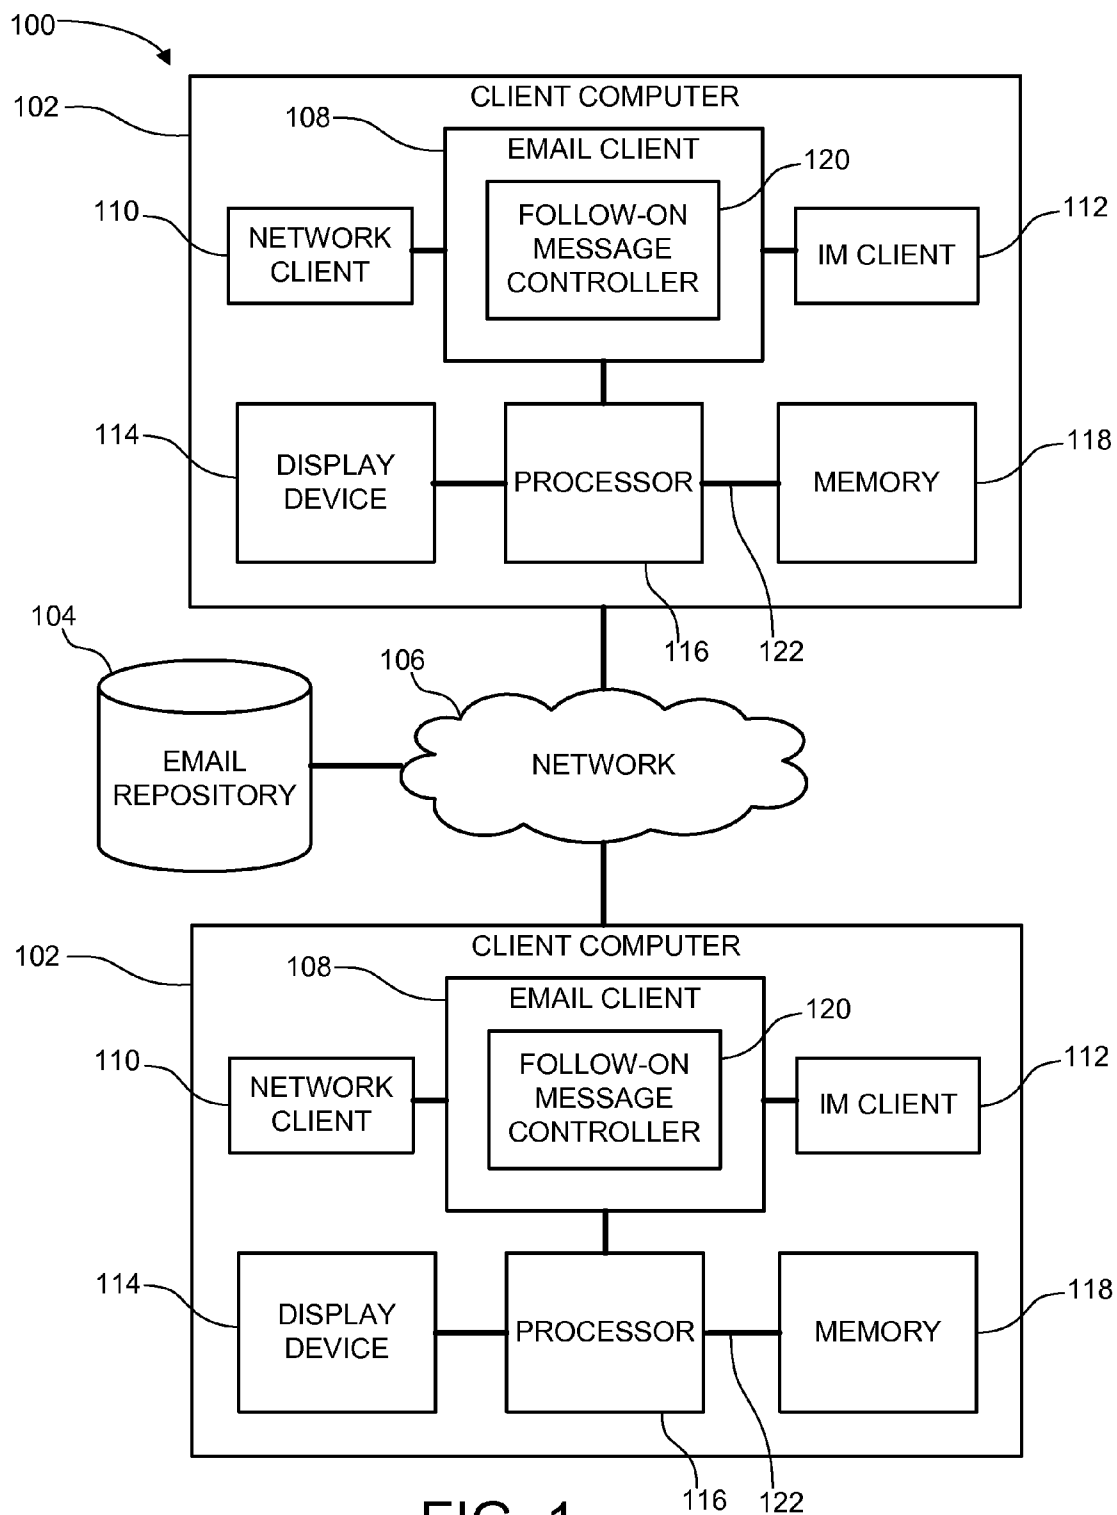 100
CLIENT COMPUTER
102
108
EMAIL CLIENT
120
110
112
FOLLOW-ON
MESSAGE
CONTROLLER
NETWORK
CLIENT
IM CLIENT
114
118
DISPLAY
DEVICE
PROCESSOR
MEMORY
104
116
122
106
EMAIL
REPOSITORY
NETWORK
CLIENT COMPUTER
102
108
EMAIL CLIENT
120
110
112
FOLLOW-ON
MESSAGE
CONTROLLER
NETWORK
CLIENT
IM CLIENT
114
118
DISPLAY
DEVICE
PROCESSOR
MEMORY
116
122
FIG. 1